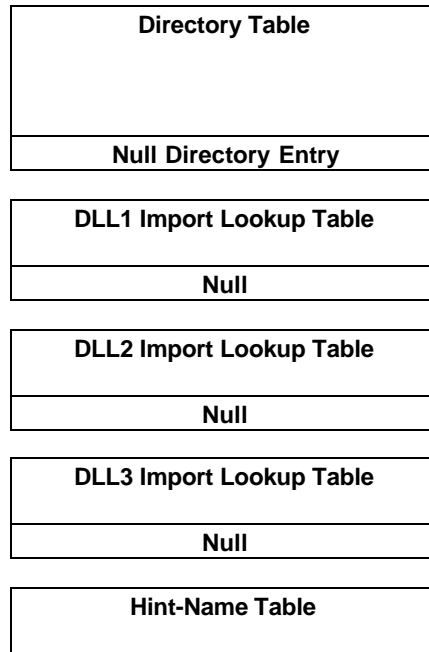 Directory Table
Null Directory Entry
DLL1 Import Lookup Table
Null
DLL2 Import Lookup Table
Null
DLL3 Import Lookup Table
Null
Hint-Name Table